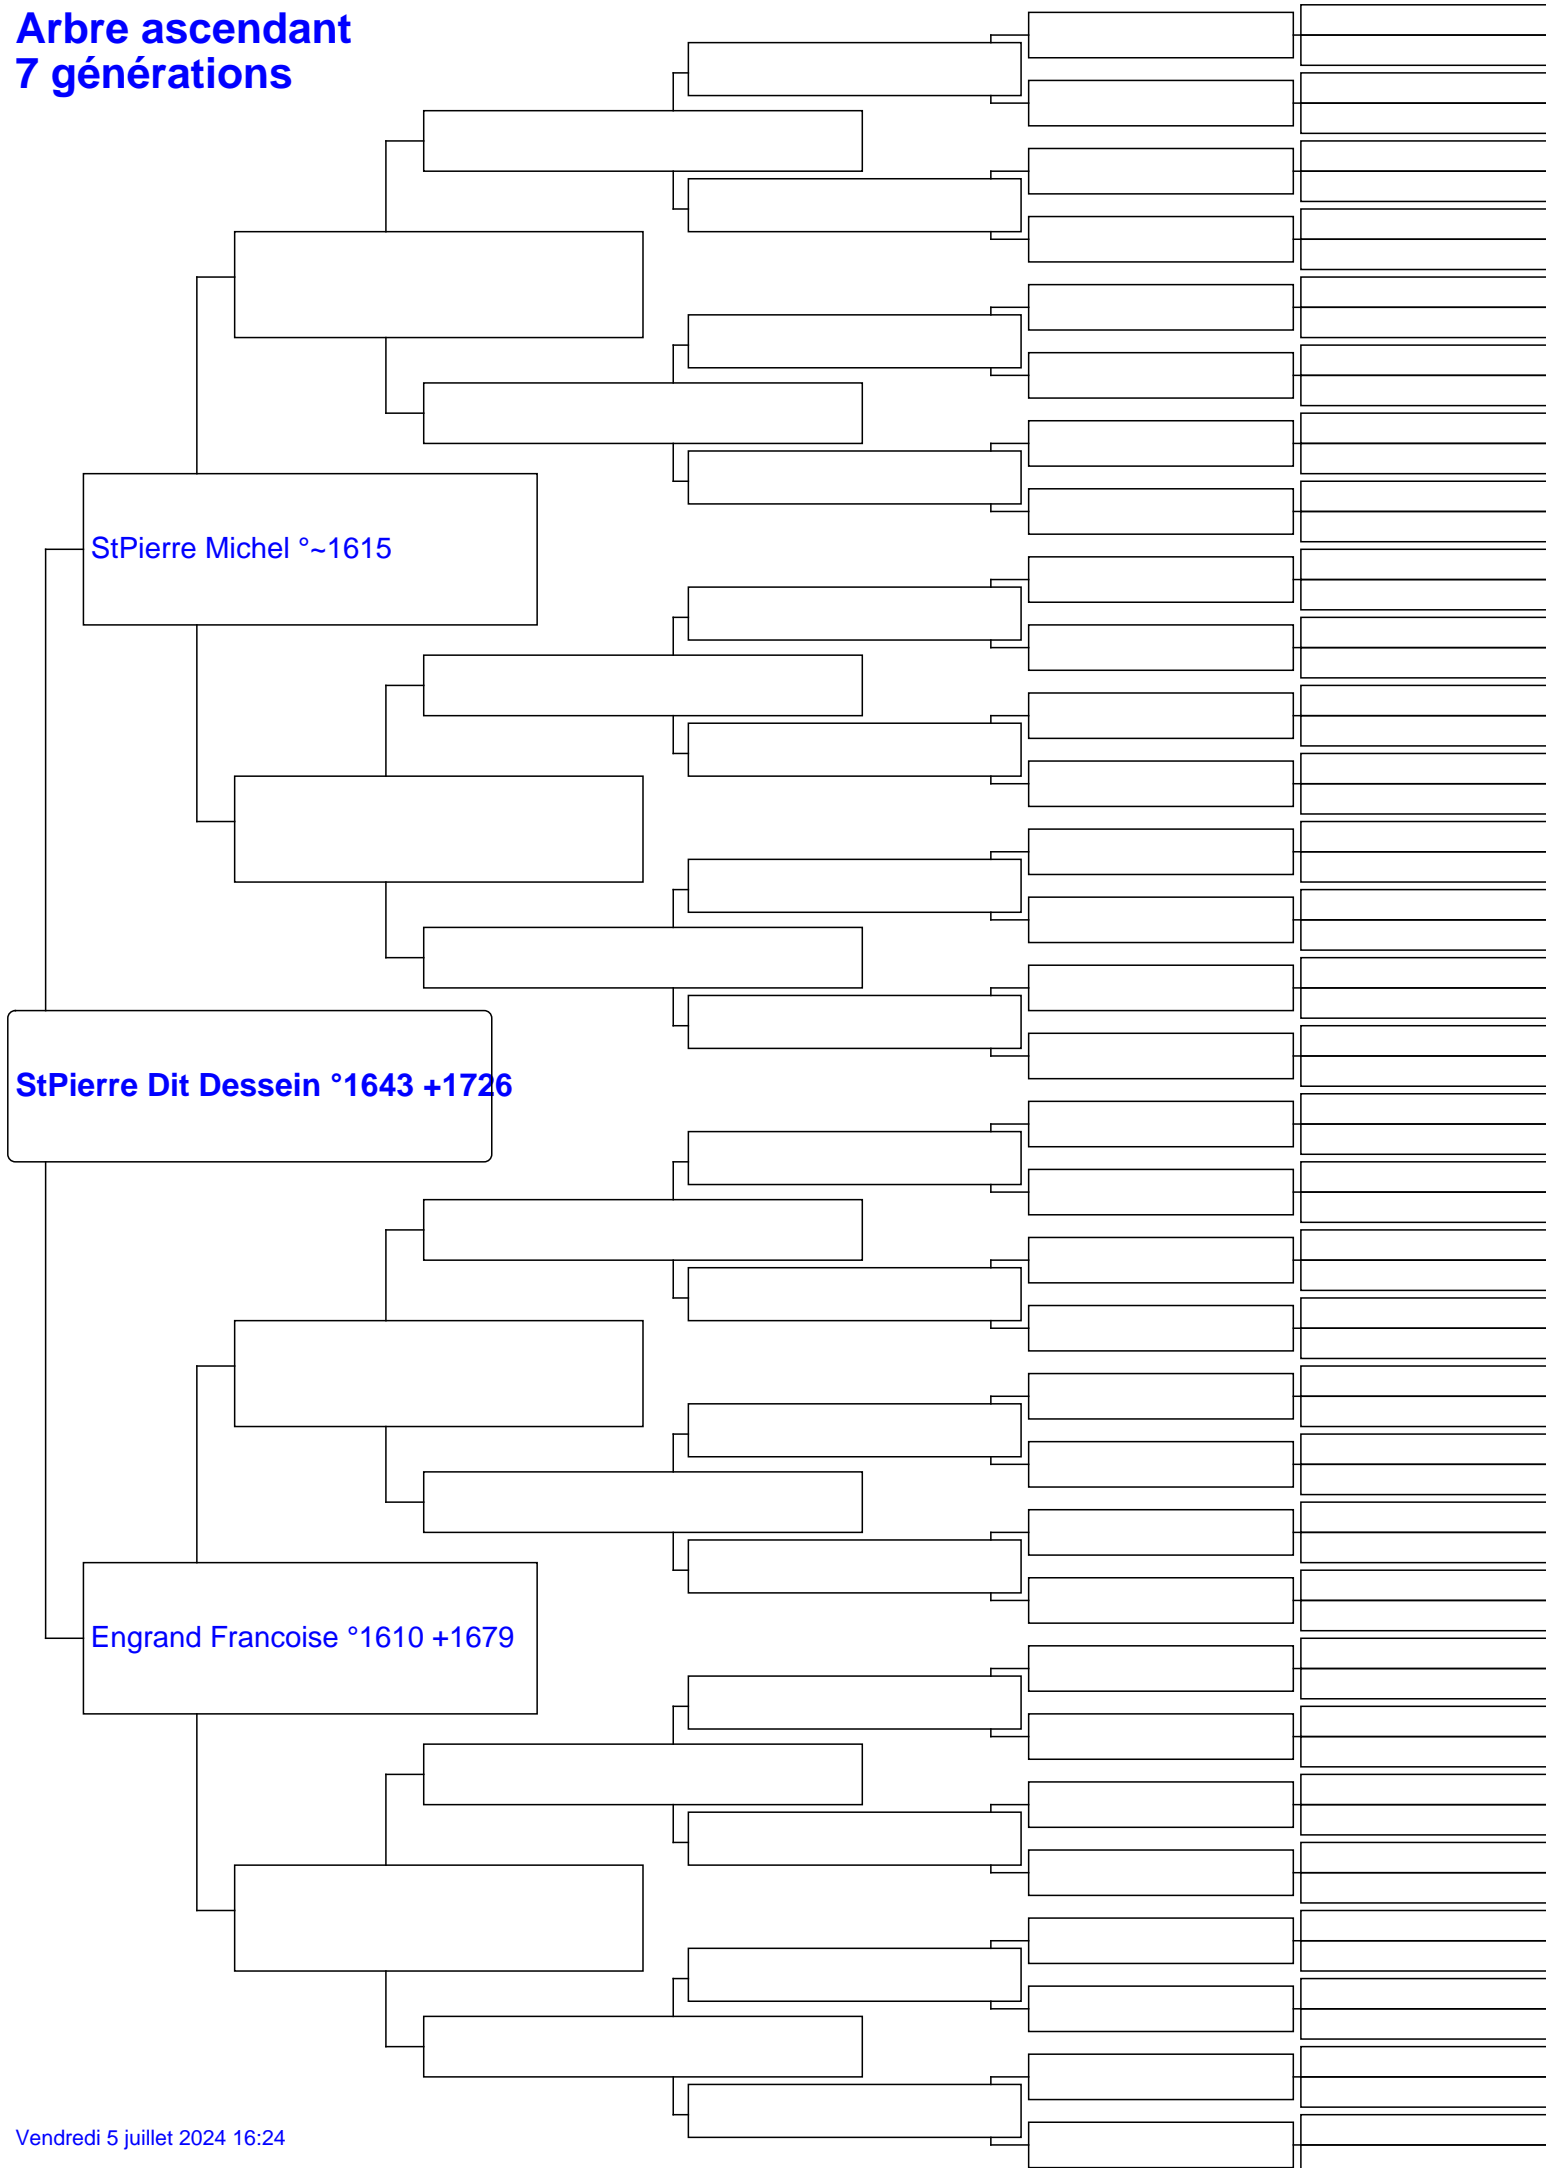 Arbre ascendant
7 générations
StPierre Michel °~1615
StPierre Dit Dessein °1643 +1726
Engrand Francoise °1610 +1679
Vendredi 5 juillet 2024 16:24